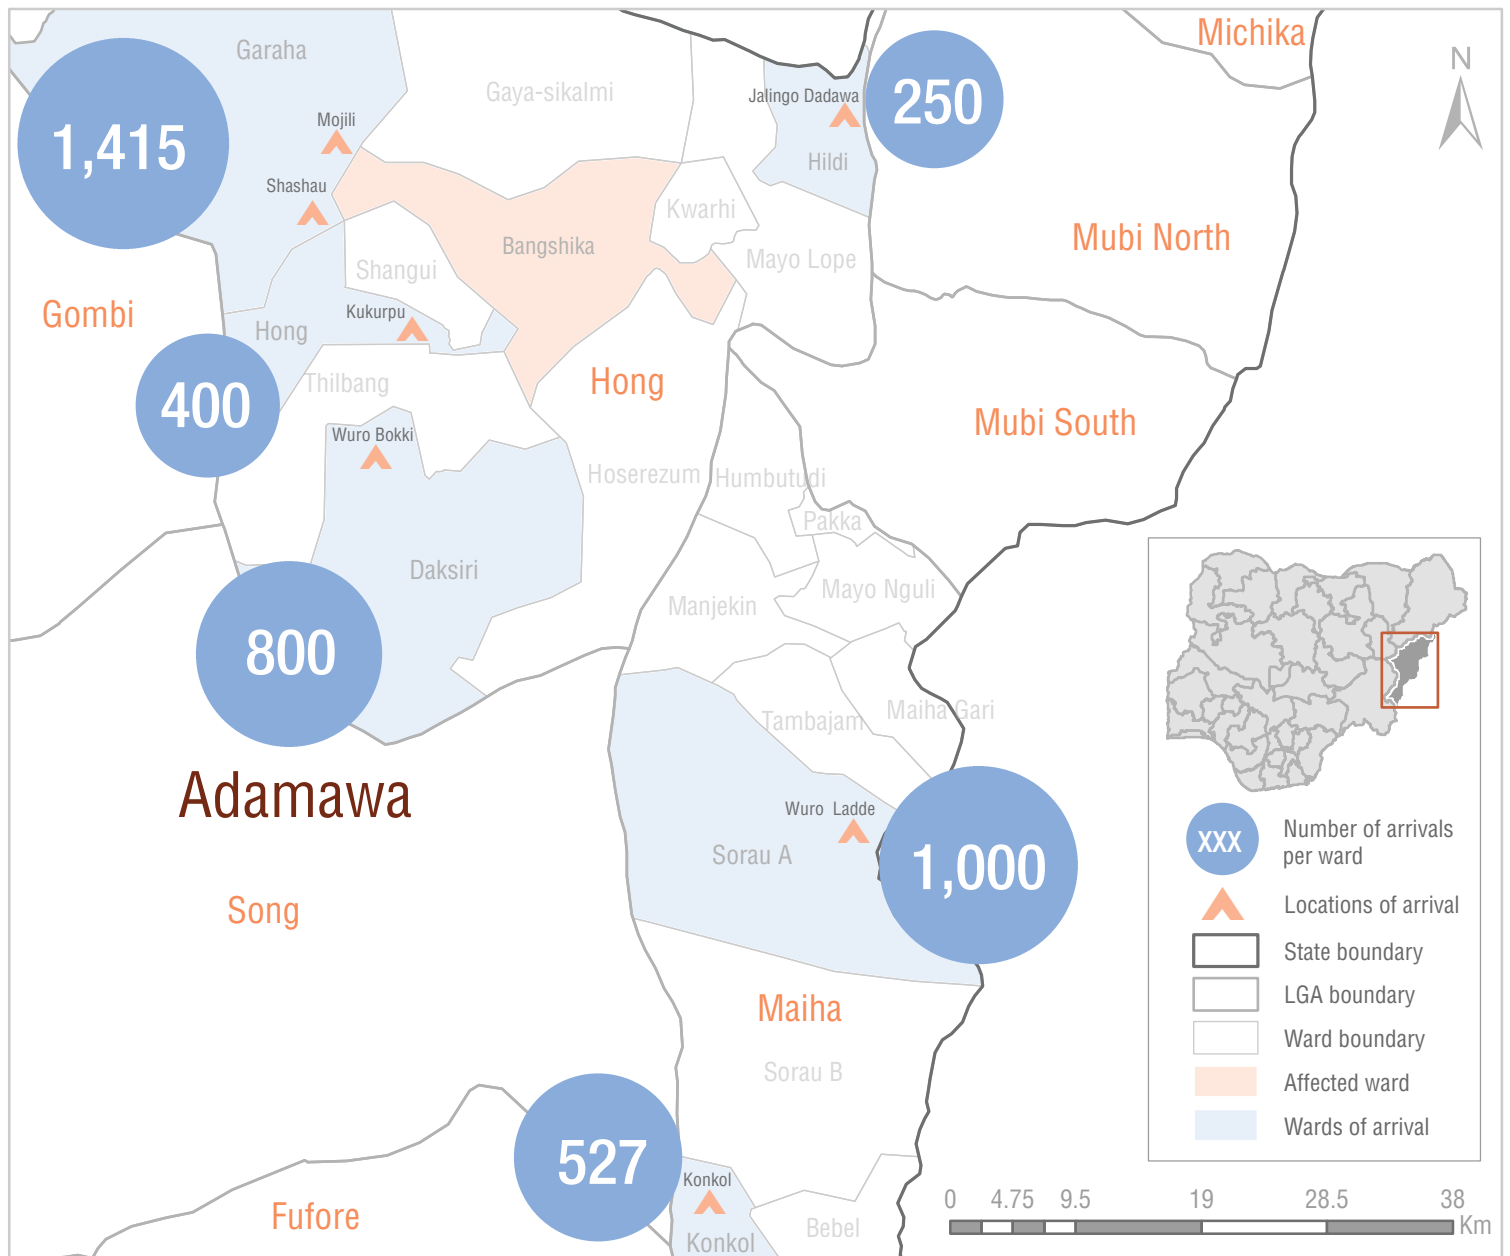 Michika
Garaha
N
Gaya-sikalmi
Jalingo Dadawa
250
Mojili
1,415
Hildi
Shashau
Kwarhi
Mubi North
Bangshika
Mayo Lope
Shangui
Gombi
Kukurpu
Hong
Thilbang
Hong
400
Mubi South
Wuro Bokki
Hoserezum
Humbutudi
Pakka
Daksiri
Mayo Nguli
Manjekin
800
Maiha Gari
Tambajam
Adamawa
Wuro Ladde
Sorau A
1,000
XXX
Number of arrivals
per ward
Locations of arrival
State boundary
LGA boundary
Ward boundary
Affected ward
Wards of arrival
Song
Maiha
Sorau B
527
Konkol
Konkol
Bebel
Fufore
0 4.75 9.5 19 28.5 38
Km